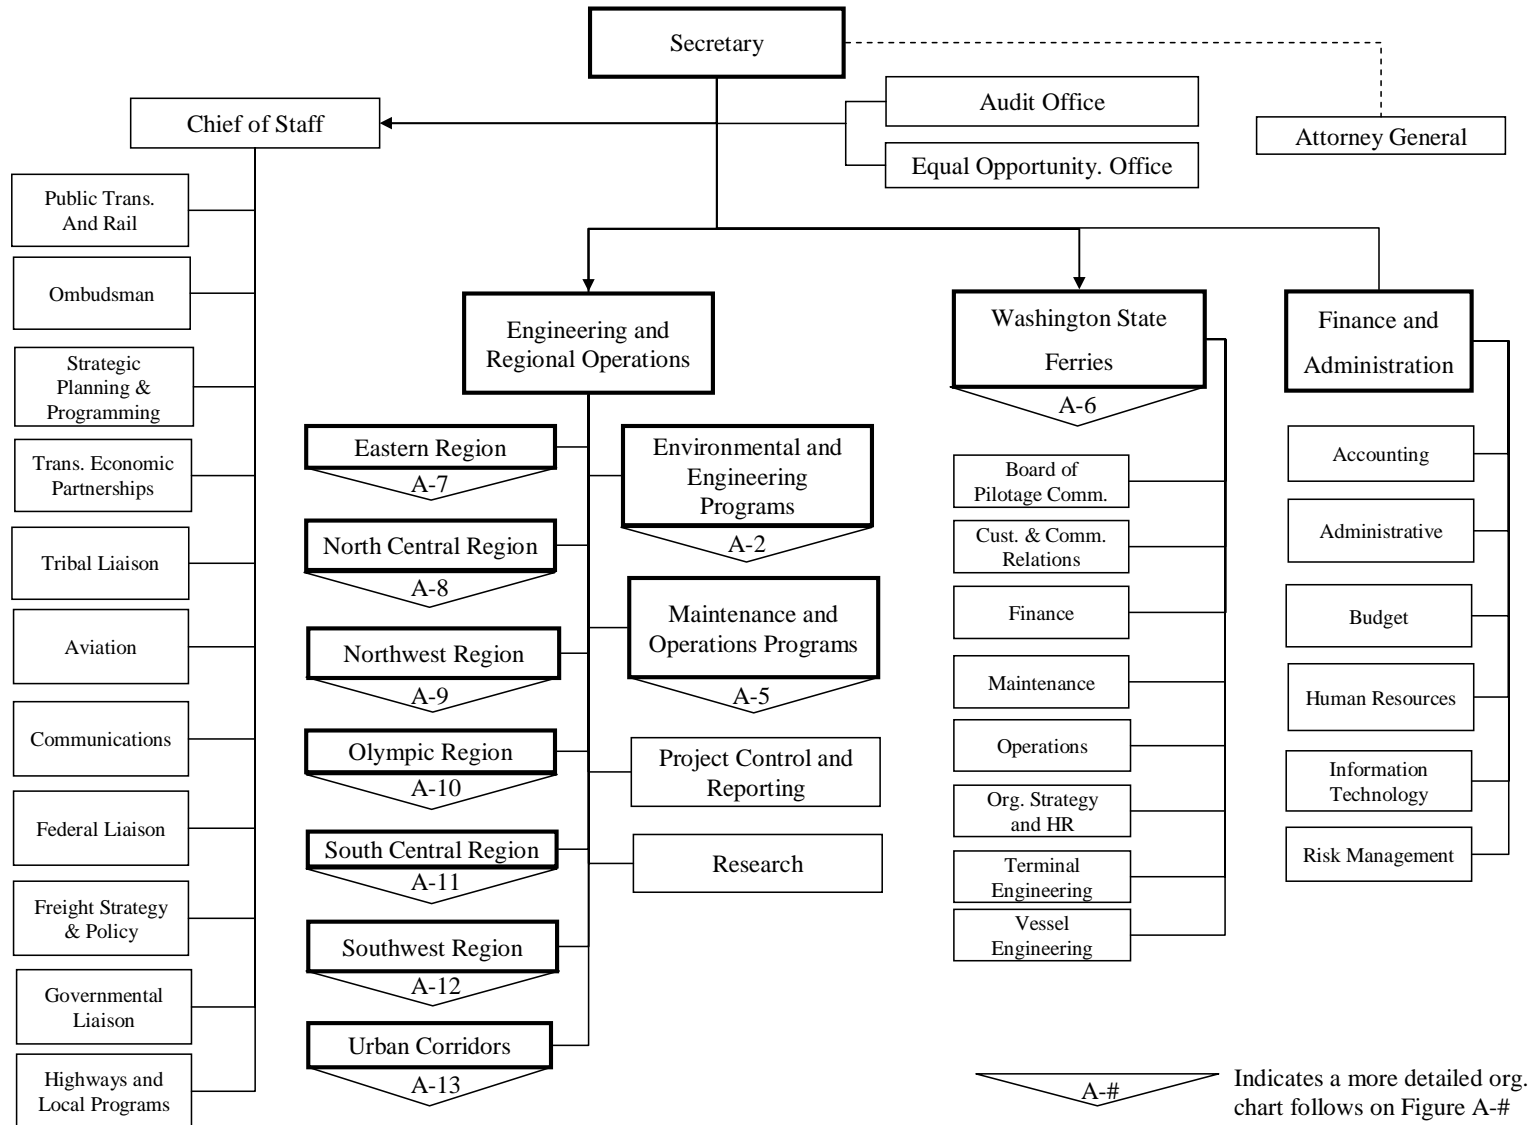 Secretary
Audit Office
Chief of Staff
Attorney General
Equal Opportunity. Office
Public Trans.
And Rail
Ombudsman
Strategic
Planning &
Programming
Trans. Economic
Partnerships
Tribal Liaison
Aviation
Communications
Federal Liaison
Freight Strategy
& Policy
Governmental
Liaison
Highways and
Local Programs
Engineering and
Regional Operations
Eastern Region
A-7
North Central Region
A-8
Northwest Region
A-9
Olympic Region
A-10
South Central Region
A-11
Southwest Region
A-12
Urban Corridors
A-13
Environmental and
Engineering
Programs
A-2
Maintenance and
Operations Programs
A-5
Project Control and
Reporting
Research
Washington State
Ferries
A-6
Board of
Pilotage Comm.
Cust. & Comm.
Relations
Finance
Maintenance
Operations
Org. Strategy
and HR
Terminal
Engineering
Vessel
Engineering
Finance and
Administration
Accounting
Administrative
Budget
Human Resources
Information
Technology
Risk Management
A-#
Indicates a more detailed org.
chart follows on Figure A-#